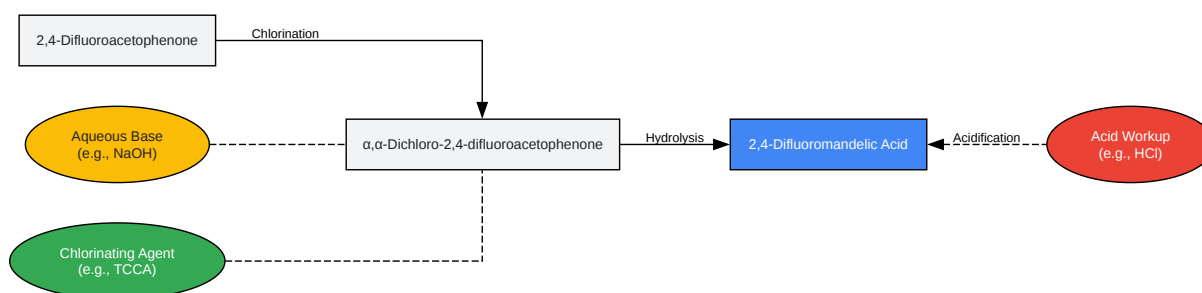 2,4-Difluoroacetophenone
Chlorination
Aqueous Base
(e.g., NaOH)
α,α-Dichloro-2,4-difluoroacetophenone
Hydrolysis
2,4-Difluoromandelic Acid
Acidification
Acid Workup
(e.g., HCl)
Chlorinating Agent
(e.g., TCCA)